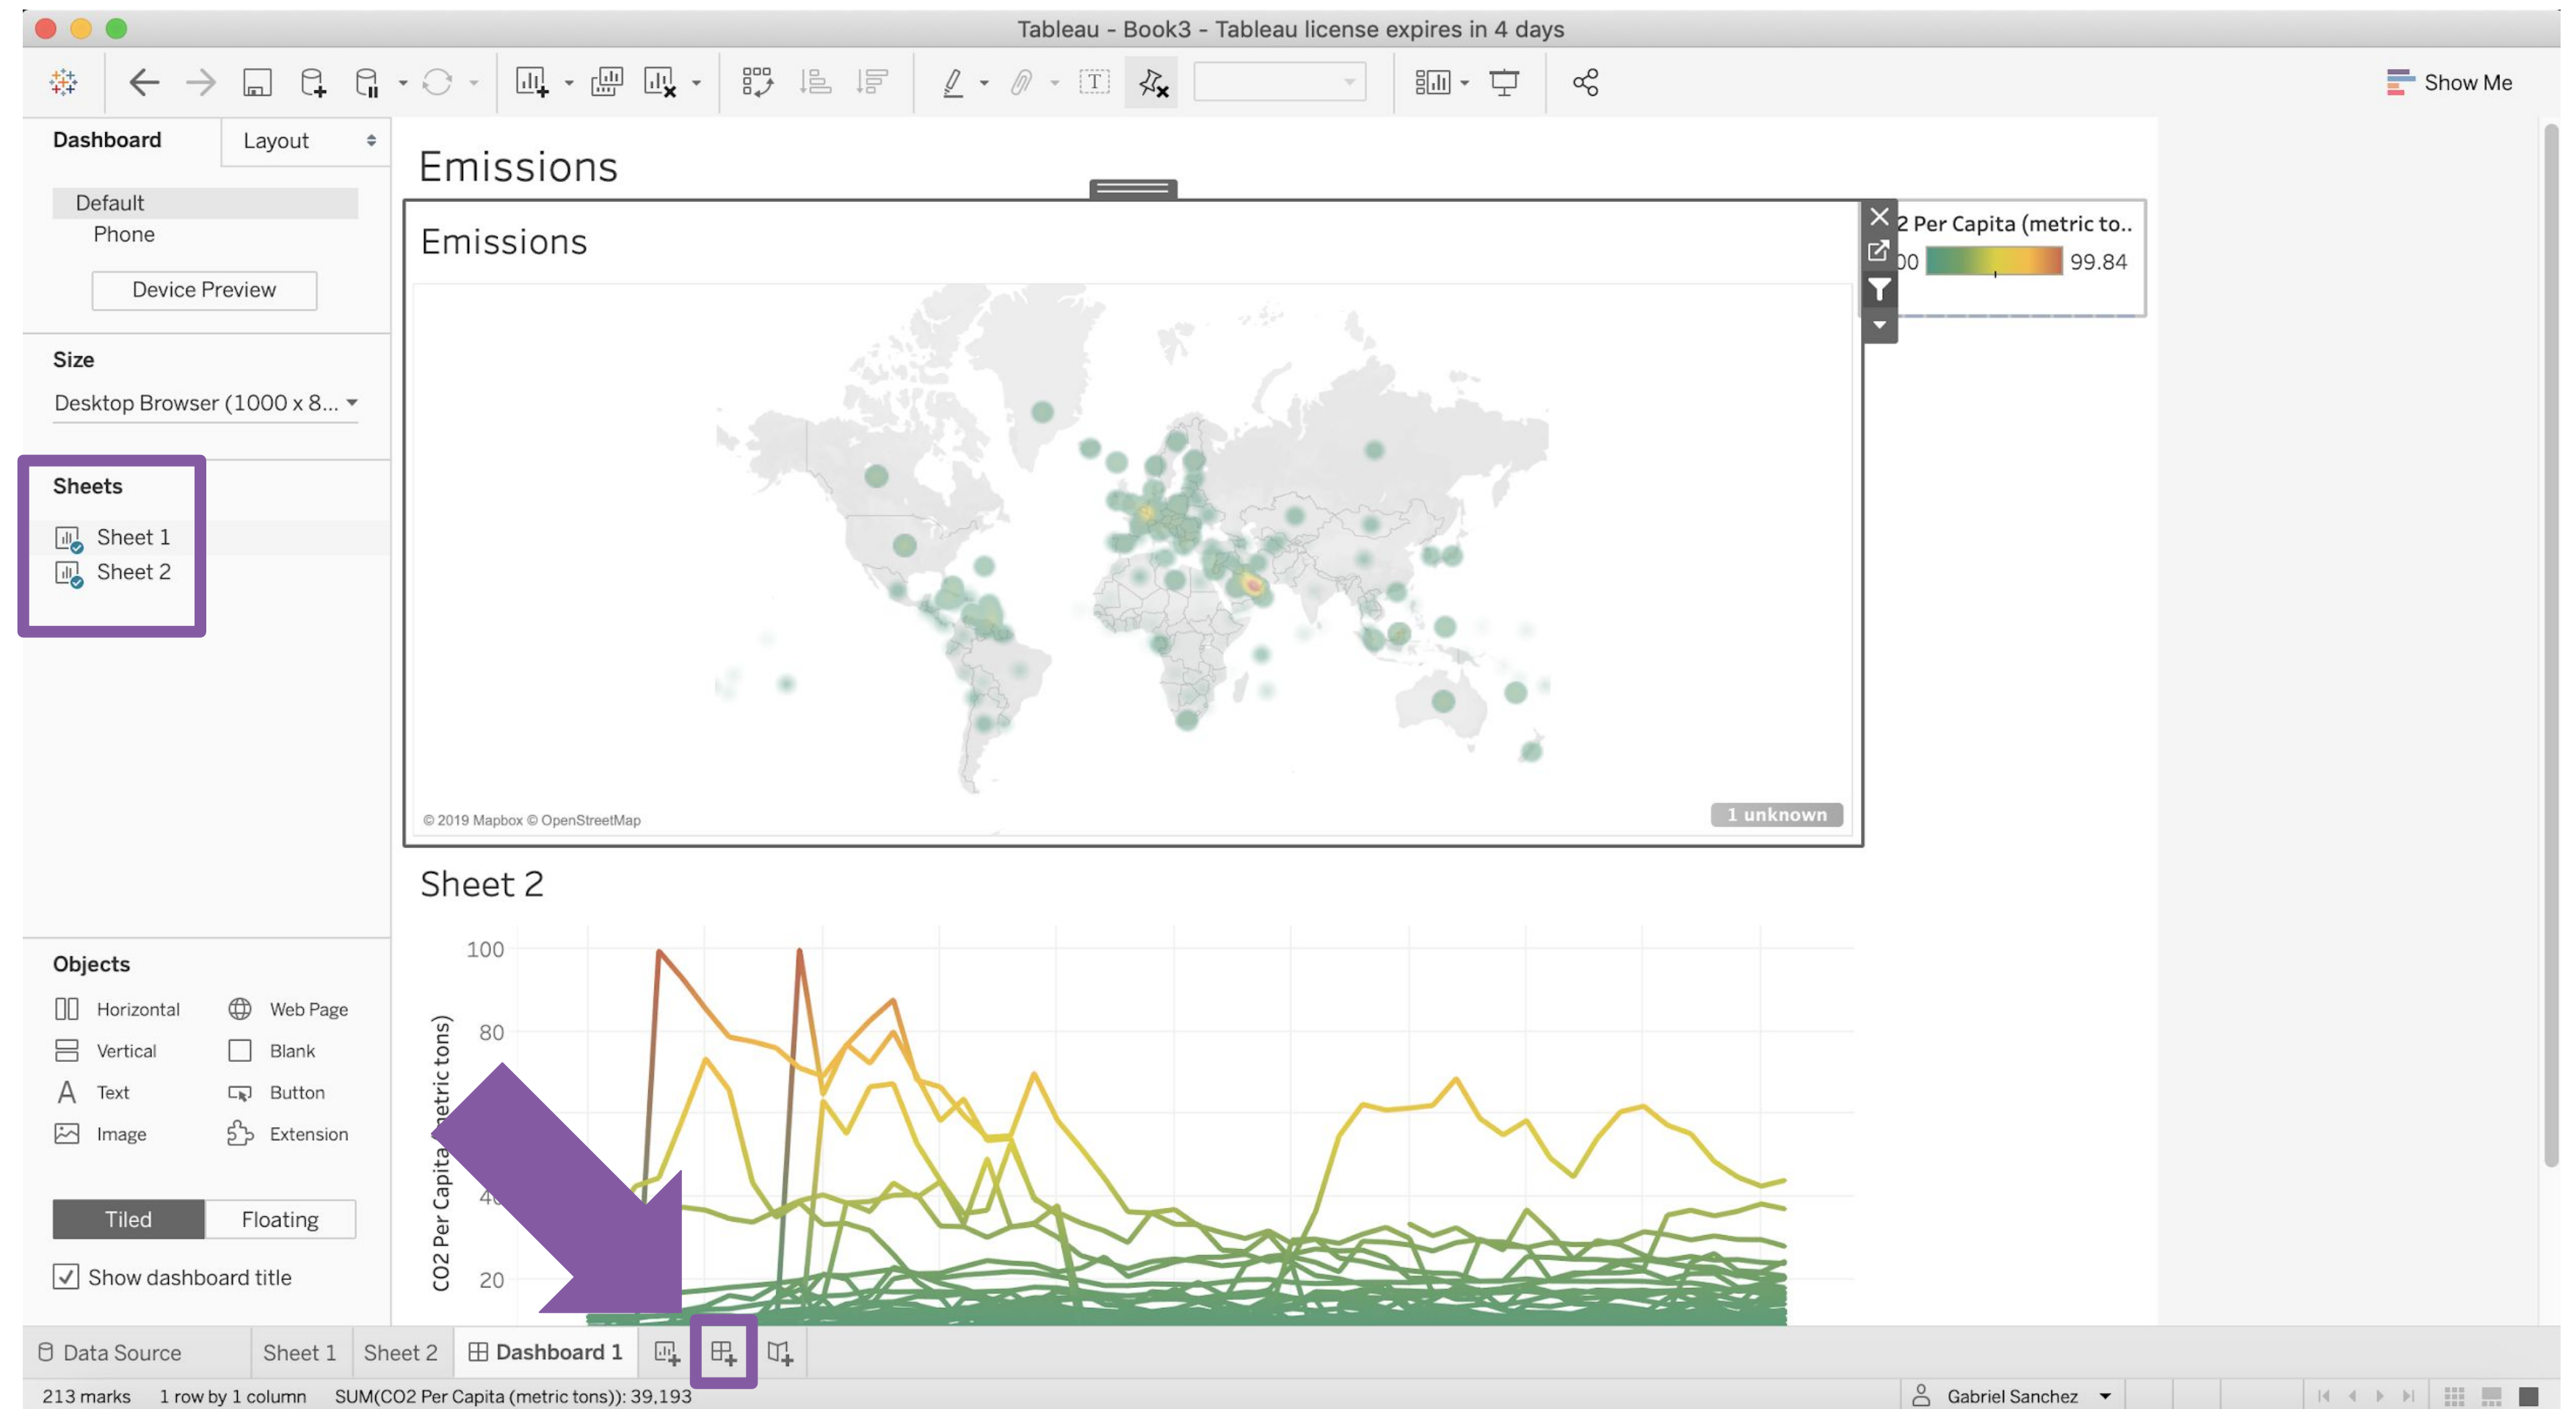 Tableau - Book3 - Tableau license expires in 4 days
Show Me
Dashboard
Layout
Default
Phone
Device Preview
Size
Desktop Browser (1000 x 8...
Sheets
Sheet 1
Sheet 2
Objects
Horizontal
Web Page
Vertical
Blank
Text
Button
Image
Extension
Tiled
Floating
Show dashboard title
Emissions
Emissions
2 Per Capita (metric to..
00
99.84
© 2019 Mapbox © OpenStreetMap
1 unknown
Sheet 2
CO2 Per Capita metric tons)
100
80
40
20
Data Source
Sheet 1
Sheet 2
Dashboard 1
213 marks
1 row by 1 column
SUM(CO2 Per Capita (metric tons)): 39,193
Gabriel Sanchez